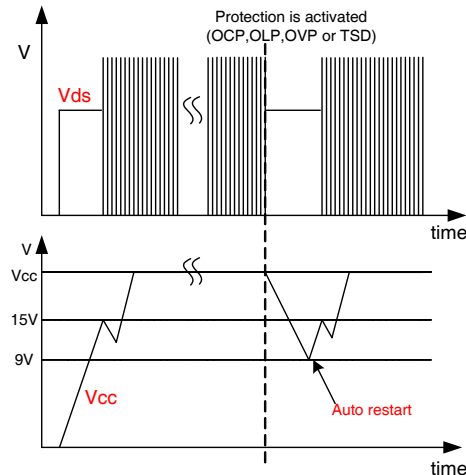 Protection is activated
(OCP,OLP,OVP or TSD)
V
Vds
time
V
Vcc
15V
9V
Vcc
Auto restart
time